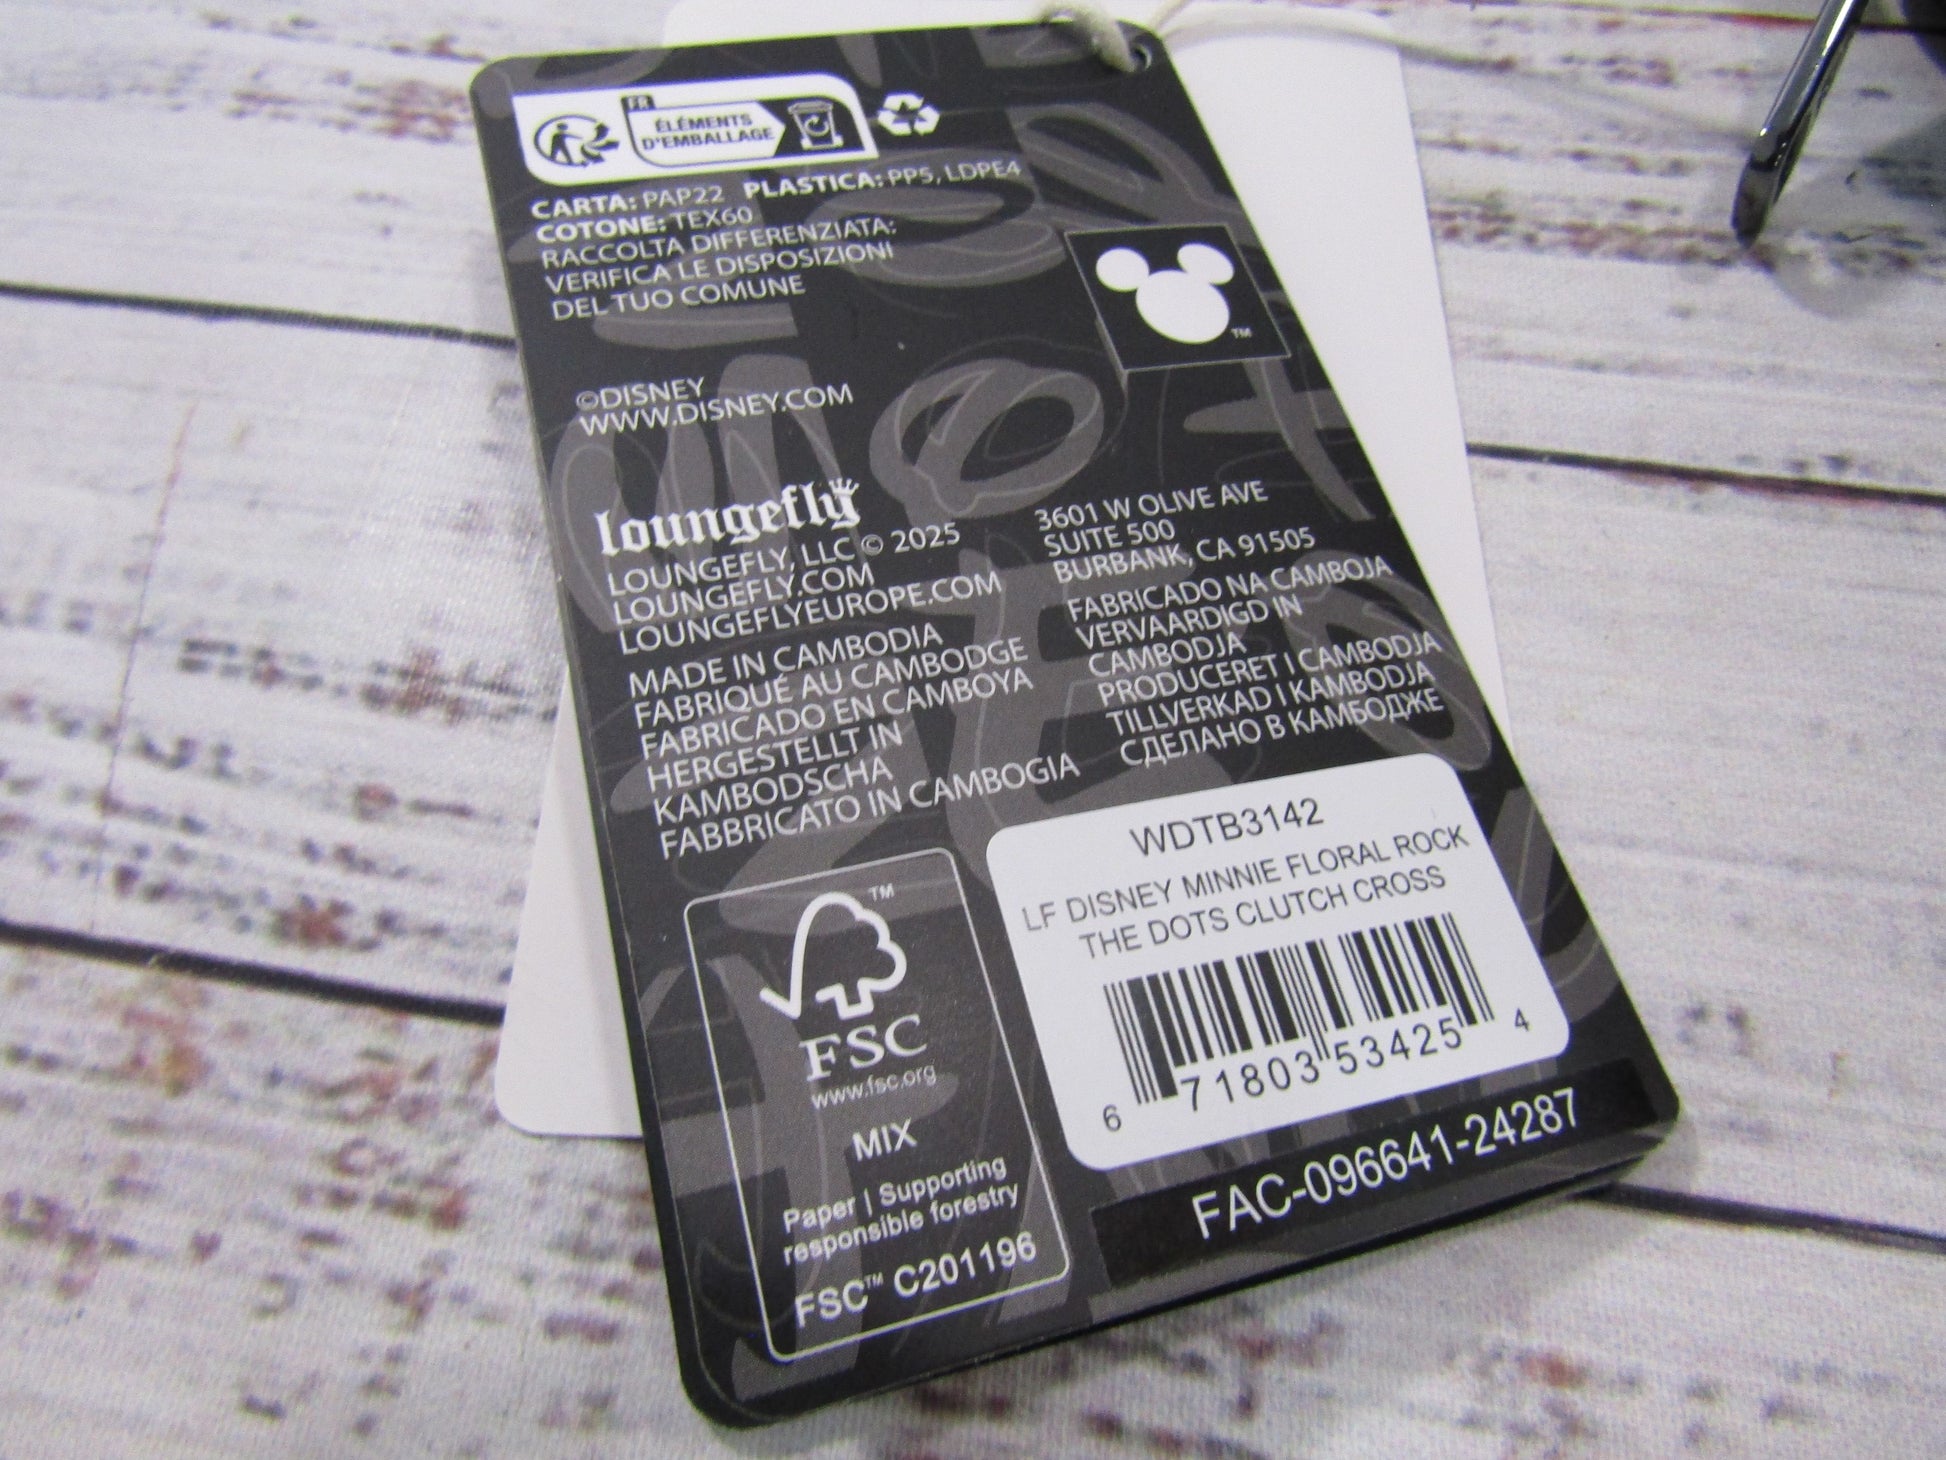 FR
ÉLÉMENTS
D'EMBALLAGE
CARTA: PAP22 PLASTICA: PP5, LDPE4
COTONE: TEX60
RACCOLTA DIFFERENZIATA:
VERIFICA LE DISPOSIZIONI
DEL TUO COMUNE
TM
©DISNEY
WWW.DISNEY.COM
loungefly
LOUNGEFLY, LLC © 2025
LOUNGEFLY.COM
LOUNGEFLYEUROPE.COM
MADE IN CAMBODIA
FABRIQUÉ AU CAMBODGE
FABRICADO EN CAMBOYA
HERGESTELLT IN
KAMBODSCHA
FABBRICATO IN CAMBOGIA
3601 W OLIVE AVE
SUITE 500
BURBANK, CA 91505
FABRICADO NA CAMBOJA
VERVAARDIGD IN
CAMBODJA
PRODUCERET I CAMBODJA
TILLVERKAD I KAMBODJA
СДЕЛАНО В КАМБОДЖЕ
TM
FSC
www.fsc.org
MIX
Paper | Supporting
responsible forestry
FSC™ C201196
WDTB3142
LF DISNEY MINNIE FLORAL ROCK
THE DOTS CLUTCH CROSS
6 71803 53425 4
FAC-096641-24287